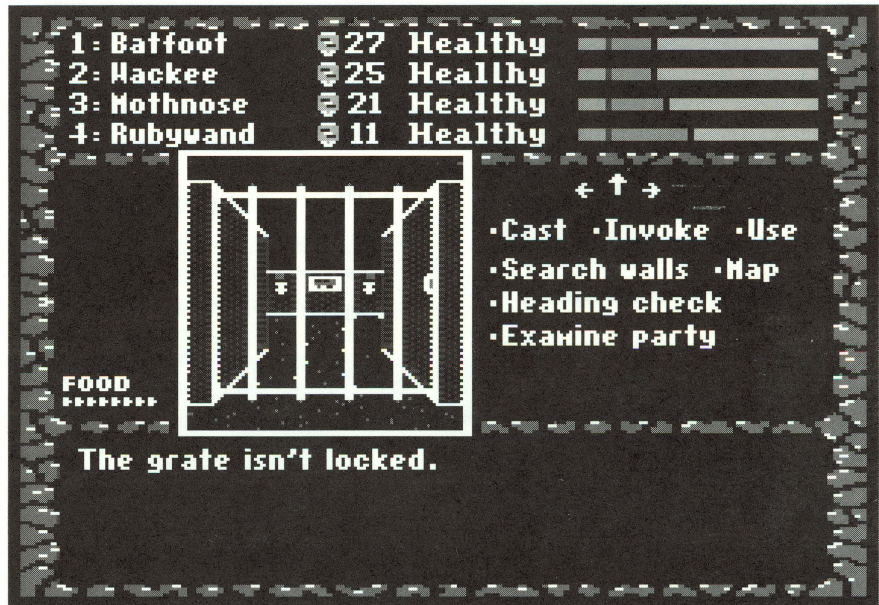 1: Batfoot 27 Healthy
2: Wackee 25 Healthy
3: Mothnose 21 Healthy
4: Rubywand 11 Healthy
← ↑ →
·Cast ·Invoke ·Use
·Search walls ·Map
·Heading check
·Examine party
FOOD
The grate isn't locked.